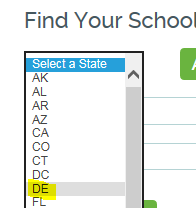 Find Your School
Select a State
AK
AL
AR
AZ
CA
CO
CT
DC
DE
FL